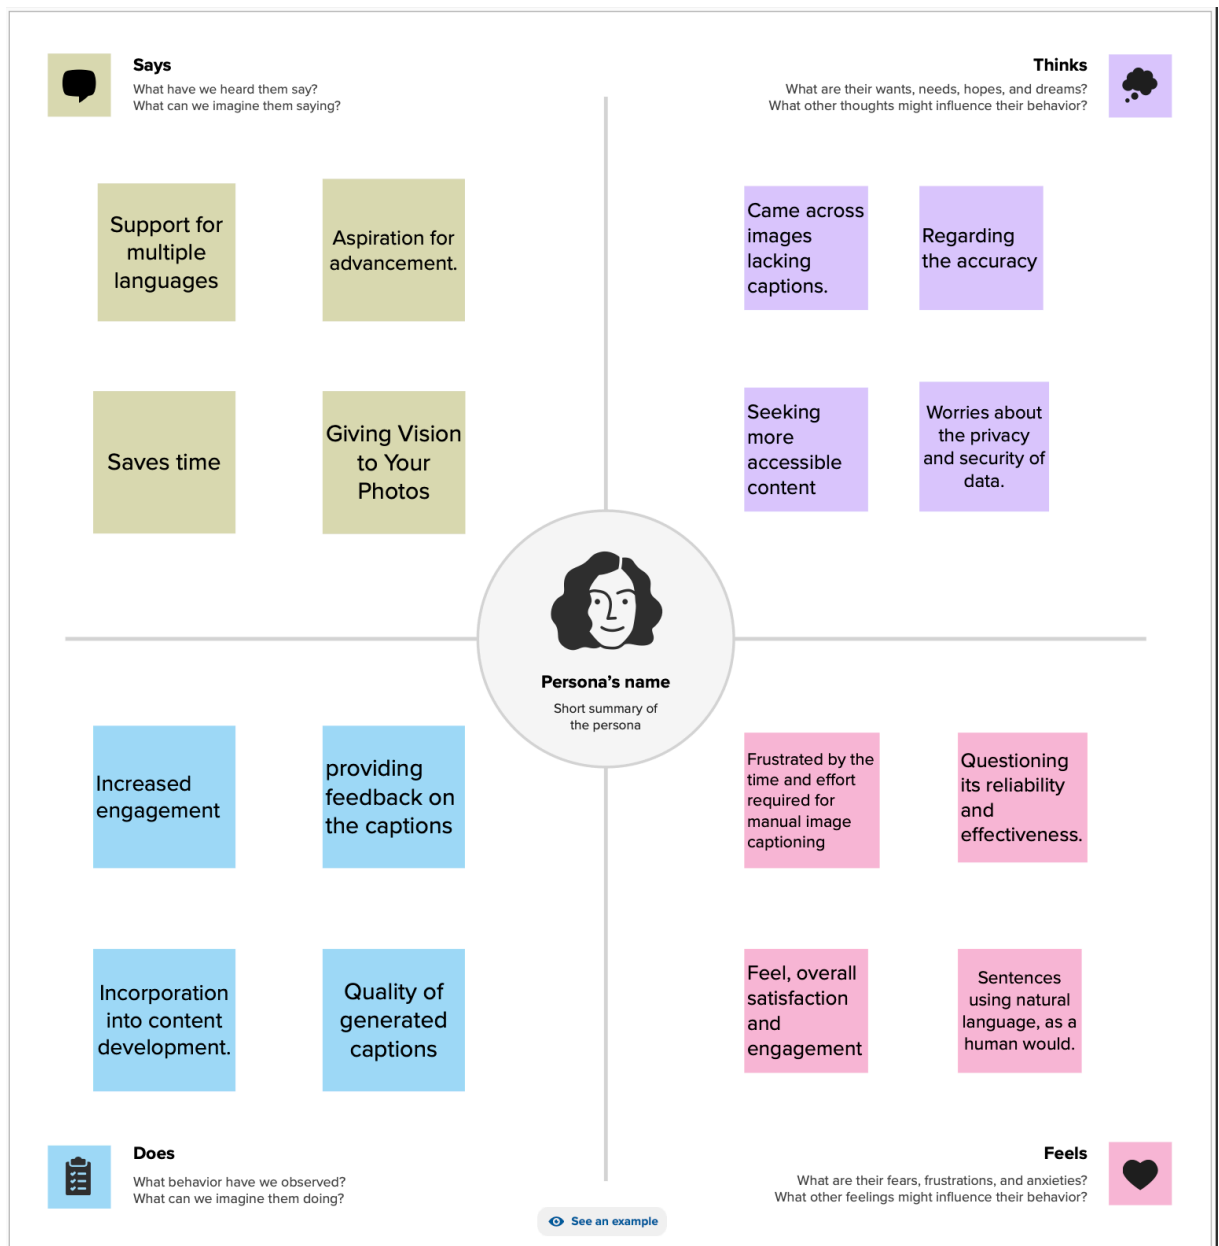 Says
What have we heard them say?
What can we imagine them saying?
Thinks
What are their wants, needs, hopes, and dreams?
What other thoughts might influence their behavior?
Support for
multiple
languages
Aspiration for
advancement.
Came across
images
lacking
captions.
Regarding
the accuracy
Saves time
Giving Vision
to Your
Photos
Seeking
more
accessible
content
Worries about
the privacy
and security of
data.
Persona's name
Short summary of
the persona
Increased
engagement
providing
feedback on
the captions
Frustrated by the
time and effort
required for
manual image
captioning
Questioning
its reliability
and
effectiveness.
Incorporation
into content
development.
Quality of
generated
captions
Feel, overall
satisfaction
and
engagement
Sentences
using natural
language, as a
human would.
Does
What behavior have we observed?
What can we imagine them doing?
Feels
What are their fears, frustrations, and anxieties?
What other feelings might influence their behavior?
See an example